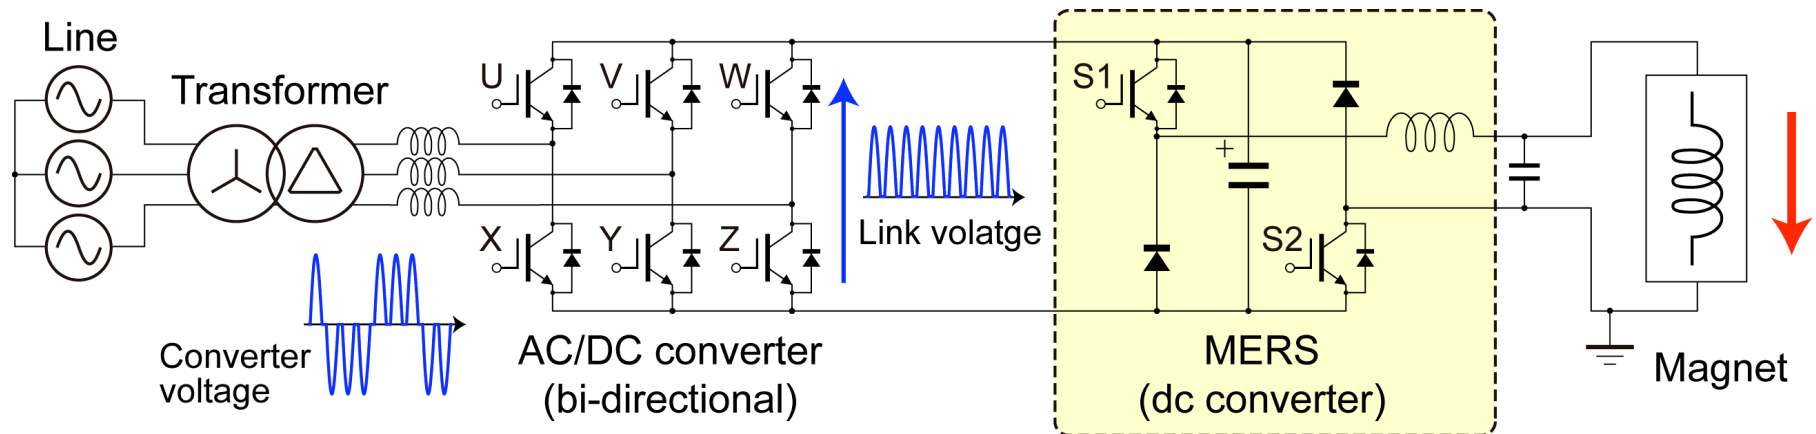 Line
Transformer
U
V
W
X
Y
Z
Link volatge
Converter
voltage
AC/DC converter
(bi-directional)
S1
+
S2
MERS
(dc converter)
Magnet